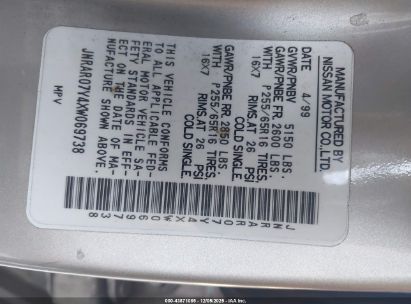 MANUFACTURED BY
NISSAN MOTOR CO., LTD.
DATE 4/99
GVWR/PNBV 5150 LBS.
GAWR/PNBE FR. 2600 LBS.
WITH P255/65R16 TIRES,
16X7 RIMS, AT 26 PSI
COLD SINGLE.
GAWR/PNBE RR. 2850 LBS.
WITH P255/65R16 TIRES,
16X7 RIMS, AT 26 PSI
COLD SINGLE.
THIS VEHICLE CONFORMS
TO ALL APPLICABLE FED-
ERAL MOTOR VEHICLE SA-
FETY STANDARDS IN EFF-
ECT ON THE DATE OF MA-
NUFACTURE SHOWN ABOVE.
JNRAR07Y4XW069738
MPV
JNRAR07Y4XW069738